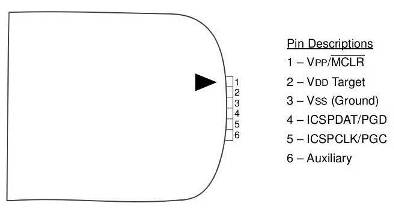 1
2
3
4
5
6
Pin Descriptions
1 – VPP/MCLR
2 – VDD Target
3 – VSS (Ground)
4 – ICSPDAT/PGD
5 – ICSPCLK/PGC
6 – Auxiliary